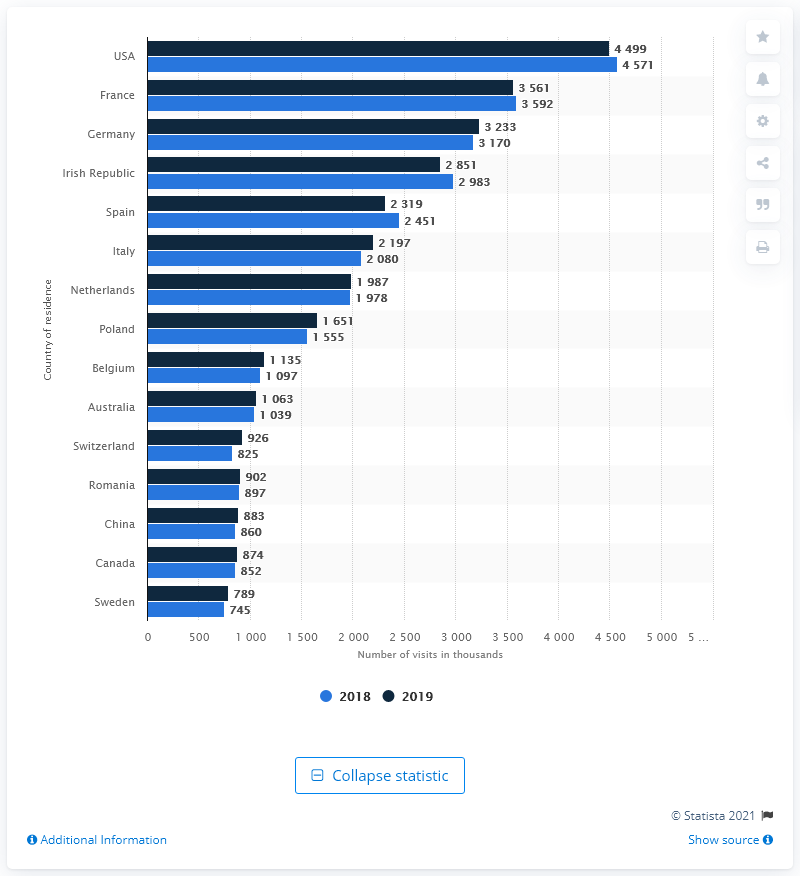 USA
4 499
4 571
France
3 561
3 592
Germany
3 233
3 170
Irish Republic
2 851
2 983
Spain
2 319
2 451
Italy
2 197
2 080
Netherlands
1 987
1 978
Poland
1 651
1 555
Belgium
1 135
1 097
Australia
1 063
1 039
Switzerland
926
825
Romania
902
897
China
883
860
Canada
874
852
Sweden
789
745
Country of residence
0 500 1 000 1 500 2 000 2 500 3 000 3 500 4 000 4 500 5 000 5 ...
Number of visits in thousands
2018 2019
Collapse statistic
© Statista 2021
Additional Information
Show source